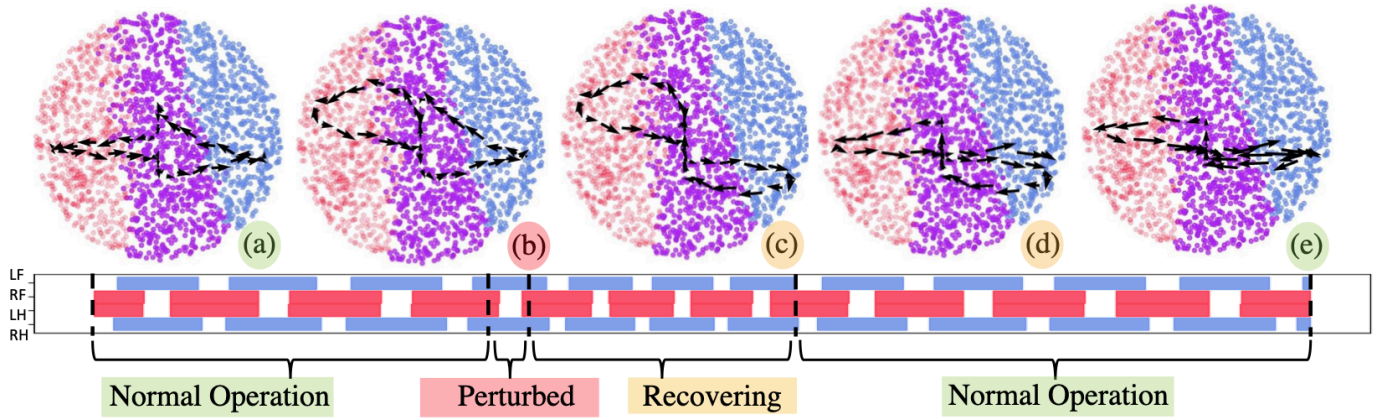 (a)
(b)
(c)
(d)
(e)
LF
RF
LH
RH
Normal Operation
Perturbed
Recovering
Normal Operation